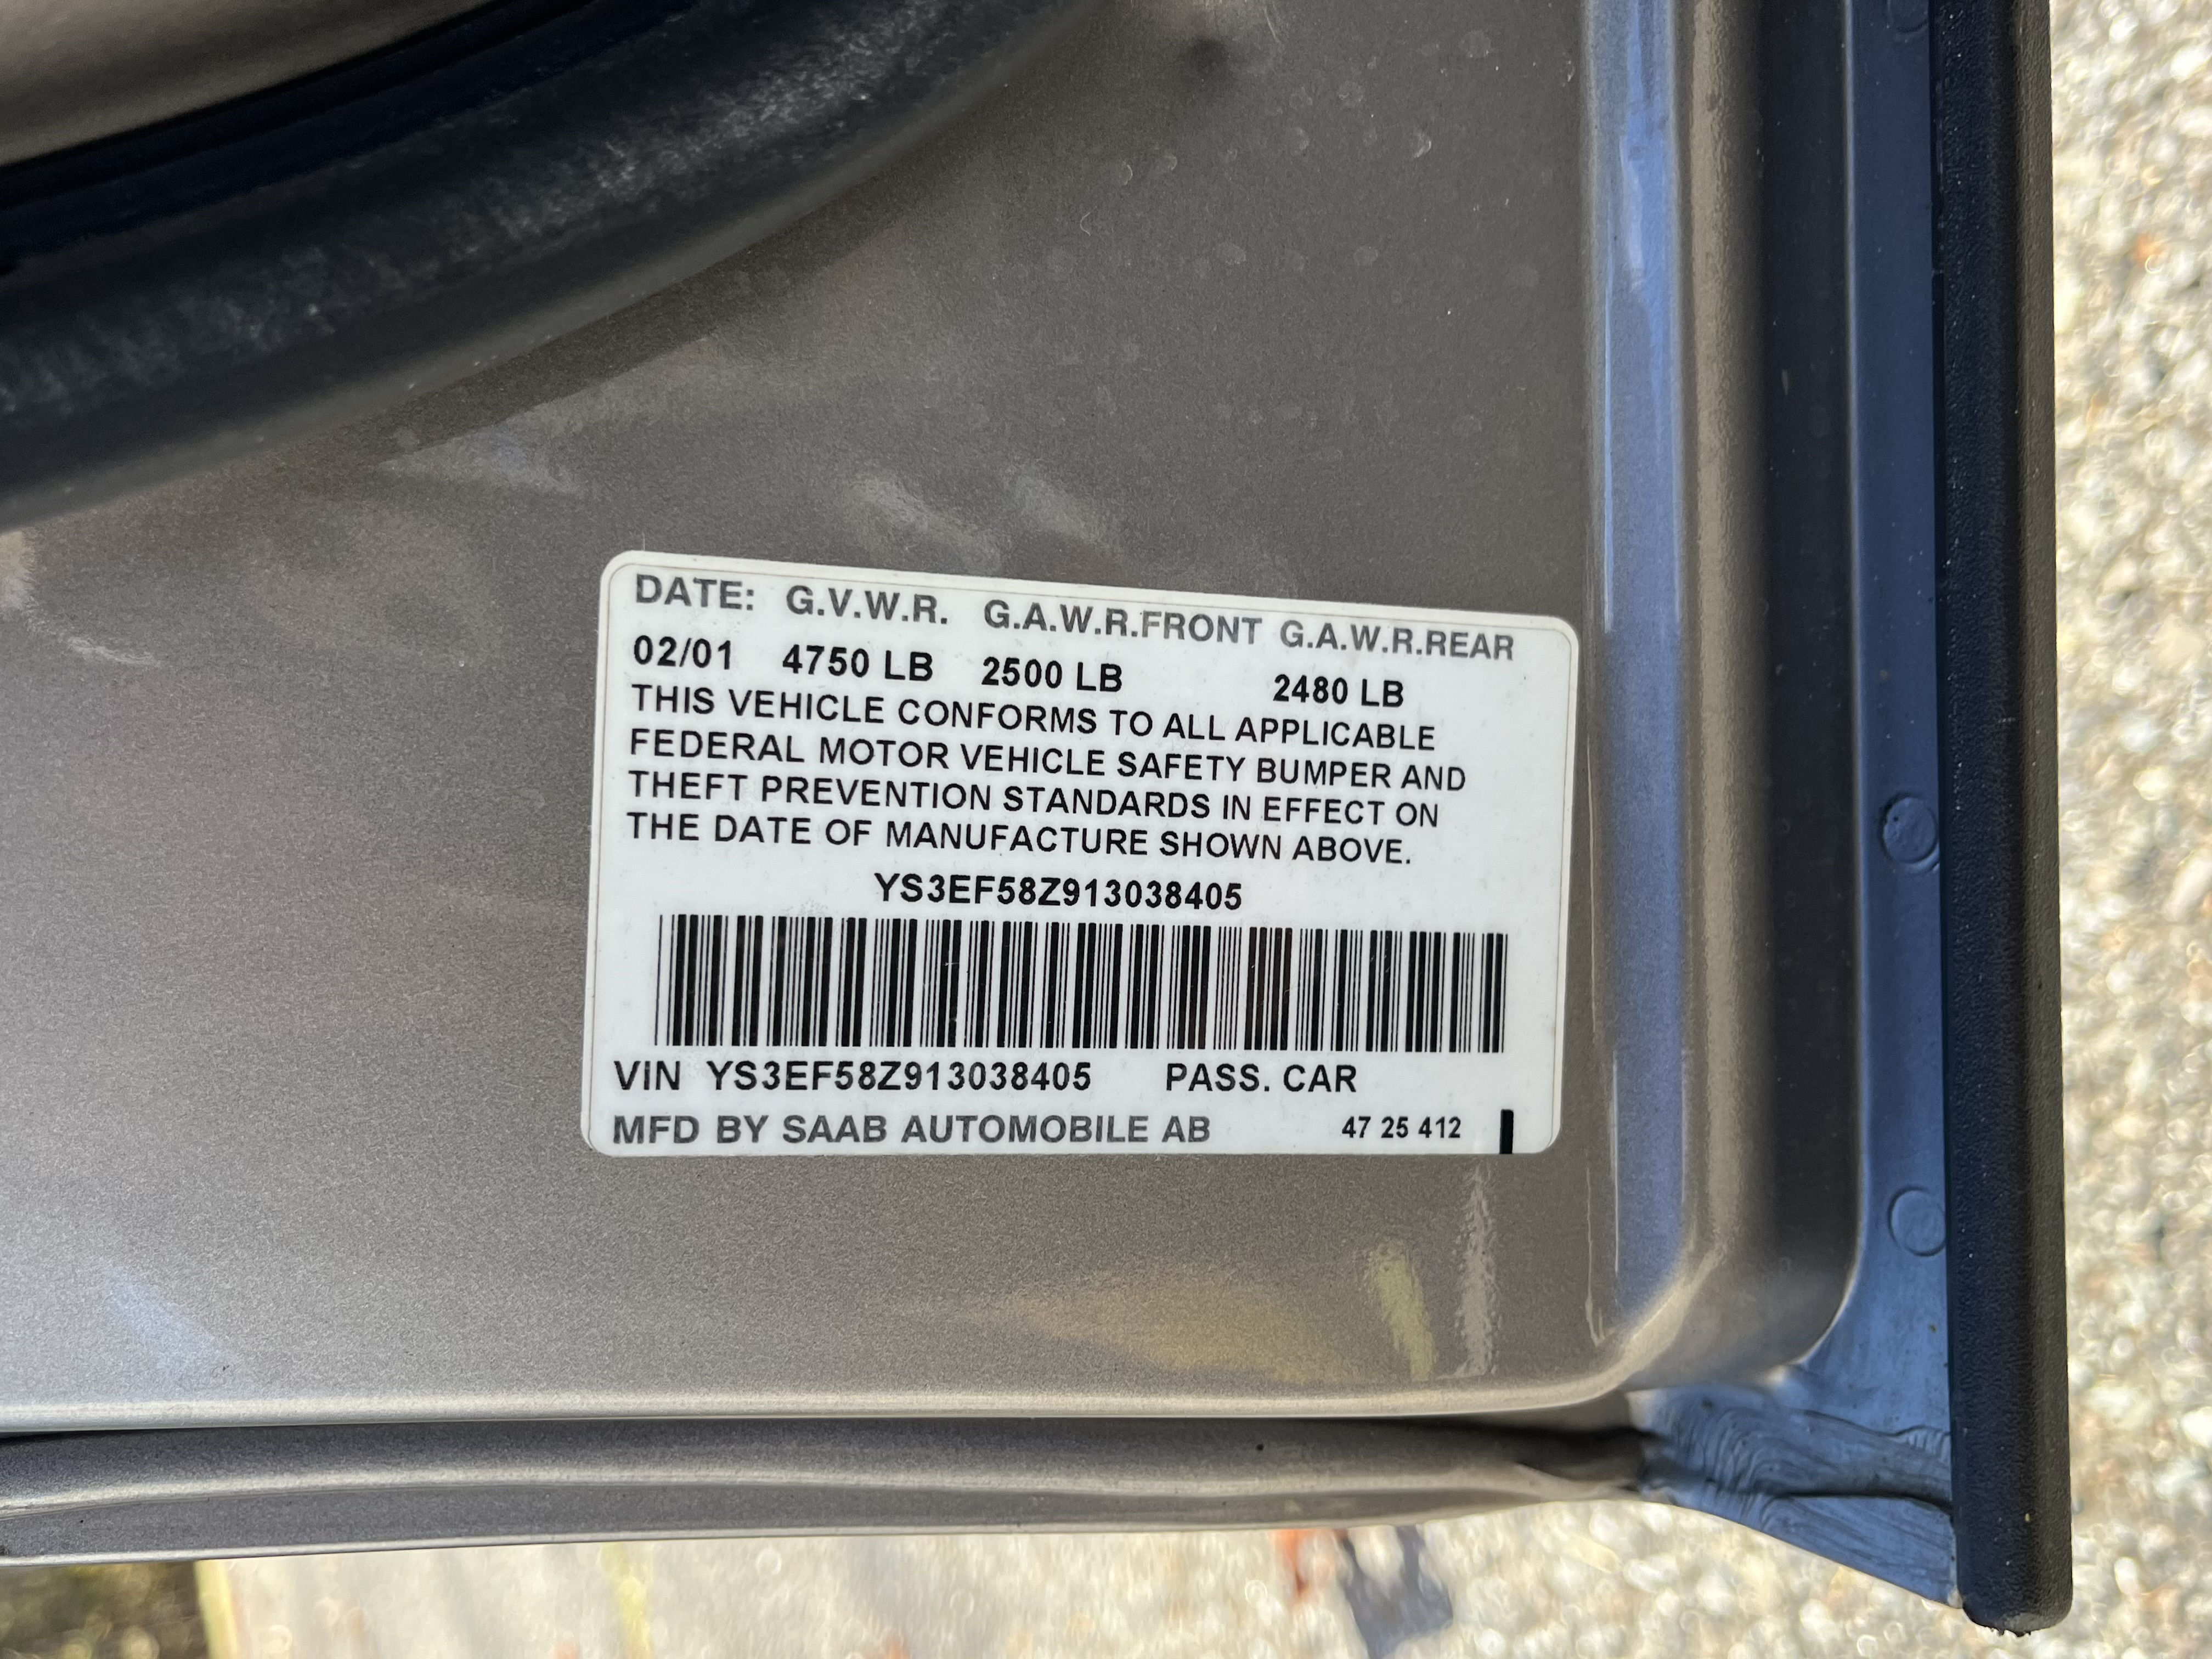 DATE: G.V.W.R. G.A.W.R.FRONT G.A.W.R.REAR
02/01 4750 LB 2500 LB 2480 LB
THIS VEHICLE CONFORMS TO ALL APPLICABLE
FEDERAL MOTOR VEHICLE SAFETY BUMPER AND
THEFT PREVENTION STANDARDS IN EFFECT ON
THE DATE OF MANUFACTURE SHOWN ABOVE.
YS3EF58Z913038405
VIN YS3EF58Z913038405 PASS. CAR
MFD BY SAAB AUTOMOBILE AB 47 25 412